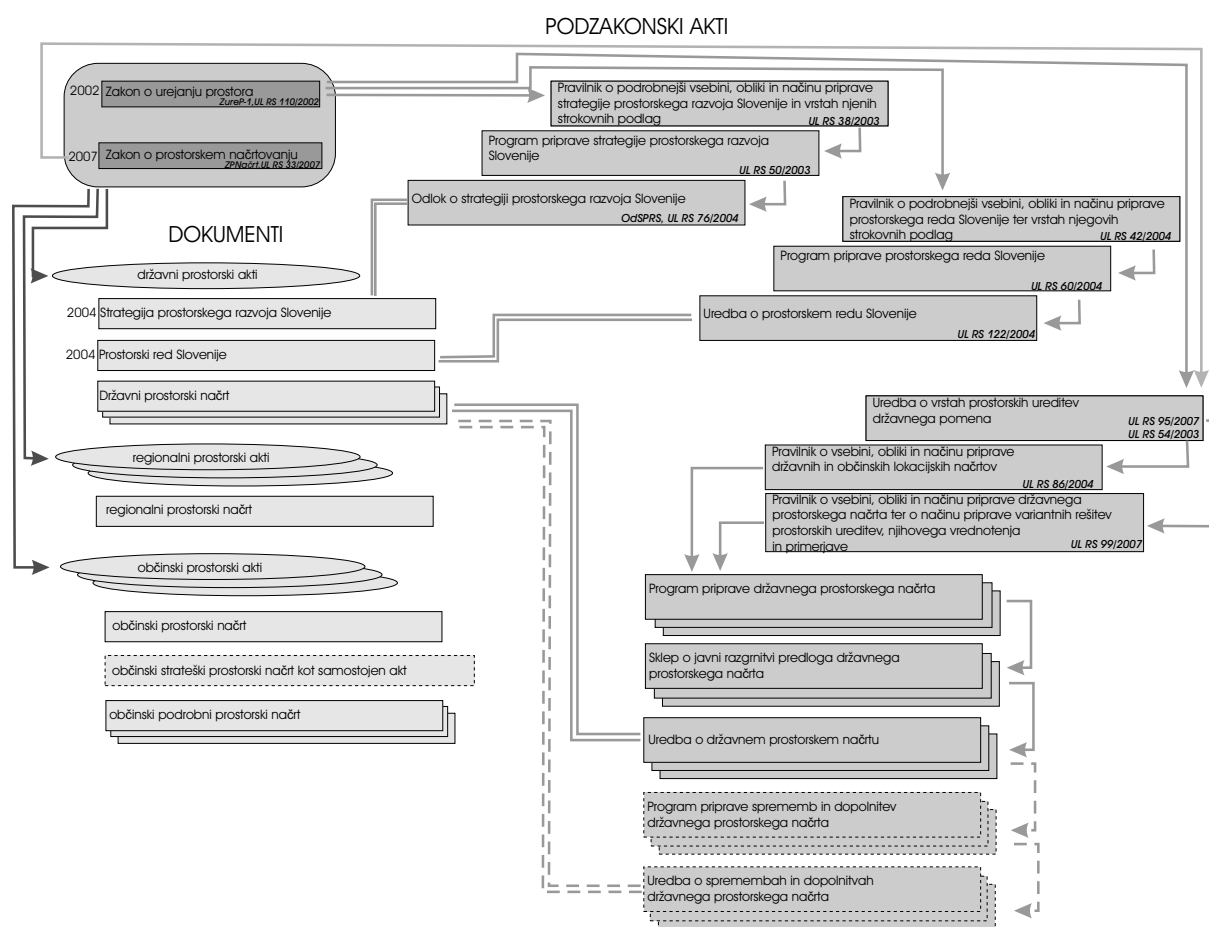 PODZAKONSKI AKTI
2002 Zakon o urejanju prostora
ZureP-1,UL RS 110/2002
2007 Zakon o prostorskem načrtovanju
ZPNačrt,UL RS 33/2007
Pravilnik o podrobnejši vsebini, obliki in načinu priprave
strategije prostorskega razvoja Slovenije in vrstah njenih
strokovnih podlag
UL RS 38/2003
Program priprave strategije prostorskega razvoja
Slovenije
UL RS 50/2003
Odlok o strategiji prostorskega razvoja Slovenije
OdSPRS, UL RS 76/2004
Pravilnik o podrobnejši vsebini, obliki in načinu priprave
prostorskega reda Slovenije ter vrstah njegovih
strokovnih podlag
UL RS 42/2004
Program priprave prostorskega reda Slovenije
UL RS 60/2004
Uredba o prostorskem redu Slovenije
UL RS 122/2004
DOKUMENTI
državni prostorski akti
2004 Strategija prostorskega razvoja Slovenije
2004 Prostorski red Slovenije
Državni prostorski načrt
regionalni prostorski akti
regionalni prostorski načrt
občinski prostorski akti
občinski prostorski načrt
občinski strateški prostorski načrt kot samostojen akt
občinski podrobni prostorski načrt
Uredba o vrstah prostorskih ureditev
državnega pomena
UL RS 95/2007
UL RS 54/2003
Pravilnik o vsebini, obliki in načinu priprave
državnih in občinskih lokacijskih načrtov
UL RS 86/2004
Pravilnik o vsebini, obliki in načinu priprave državnega
prostorskega načrta ter o načinu priprave variantnih rešitev
prostorskih ureditev, njihovega vrednotenja
in primerjave
UL RS 99/2007
Program priprave državnega prostorskega načrta
Sklep o javni razgrnitvi predloga državnega
prostorskega načrta
Uredba o državnem prostorskem načrtu
Program priprave sprememb in dopolnitev
državnega prostorskega načrta
Uredba o spremembah in dopolnitvah
državnega prostorskega načrta